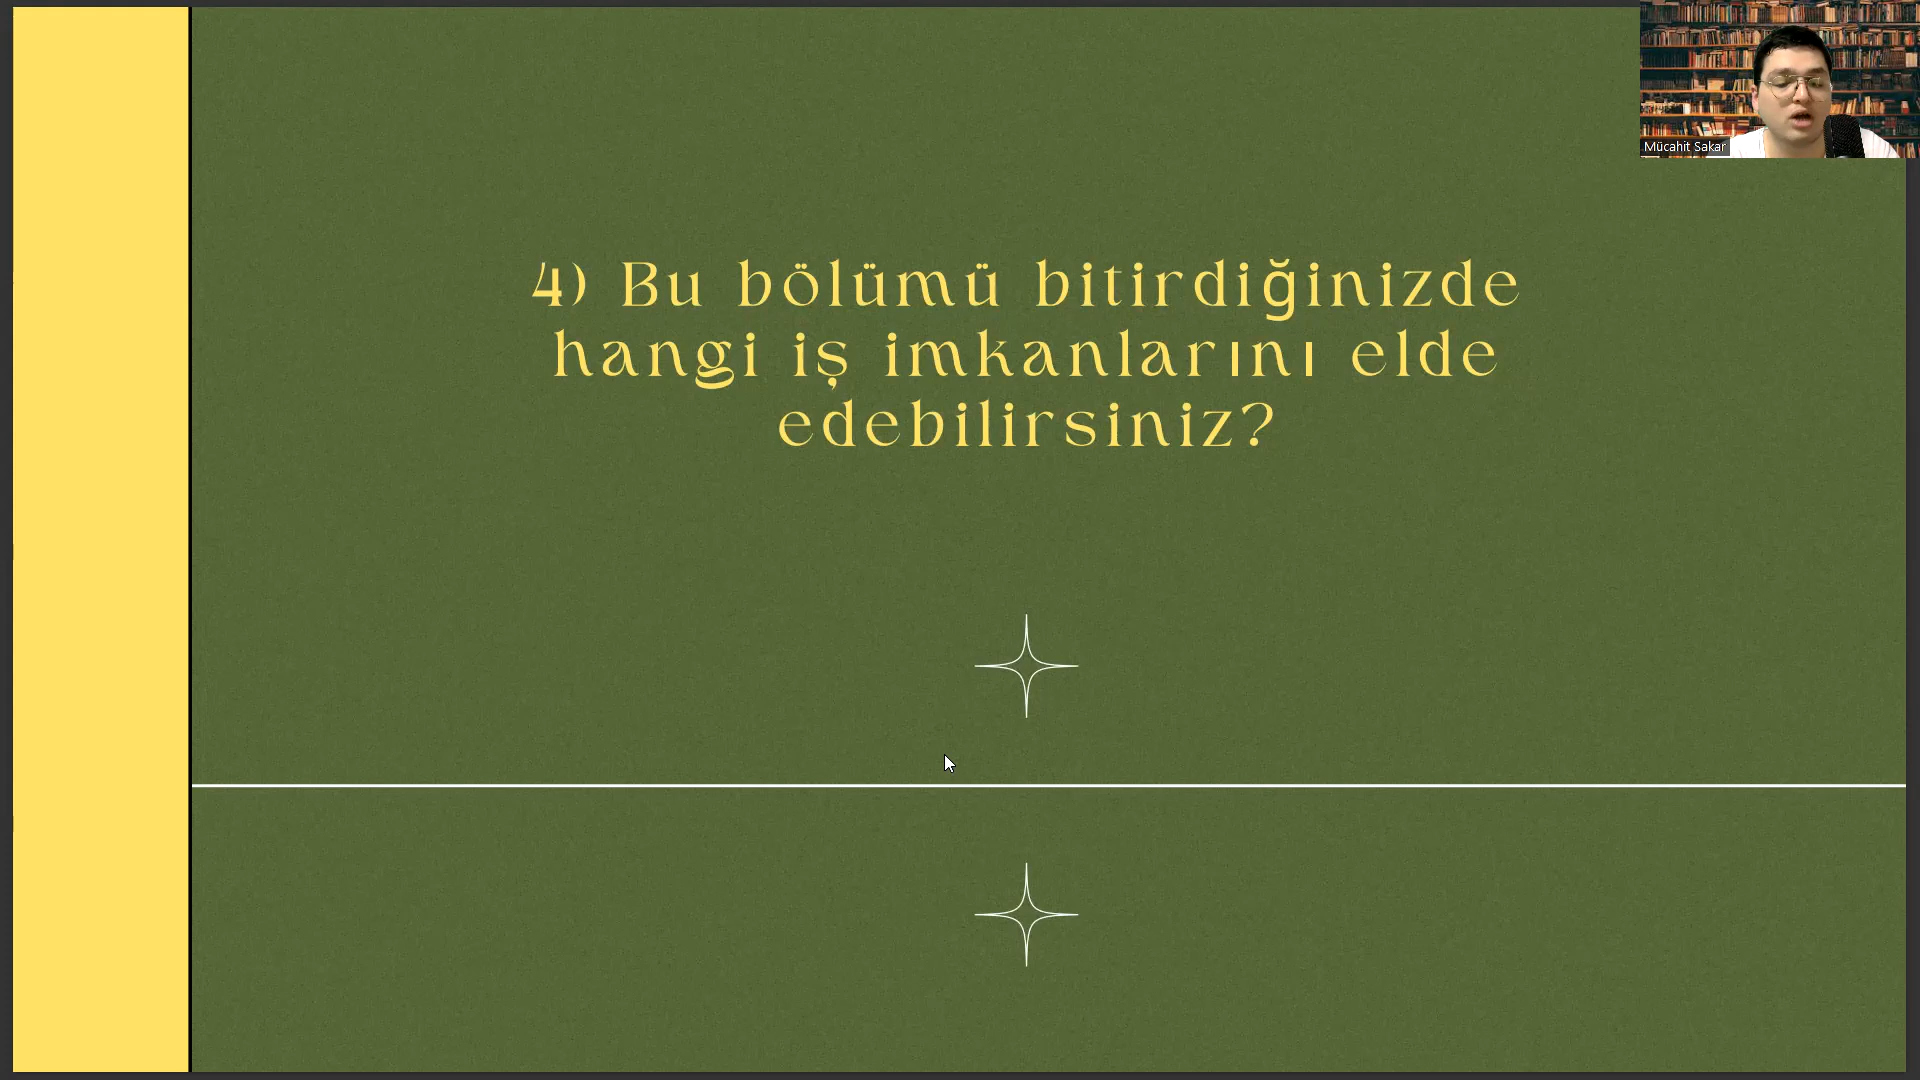 Mücahit Sakar
4) Bu bölümü bitirdiğinizde
hangi iş imkanlarını elde
edebilirsiniz?